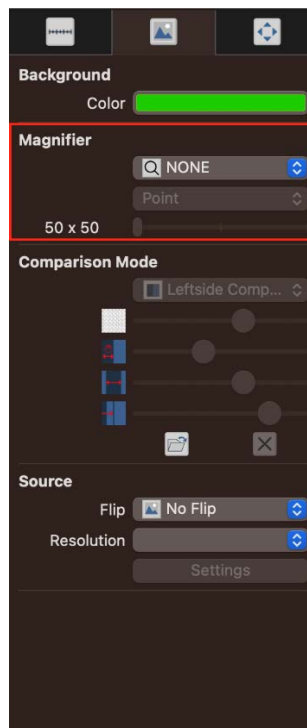 Background
Color
Magnifier
NONE
Point
50 x 50
Comparison Mode
Leftside Comp...
Source
Flip No Flip
Resolution
Settings